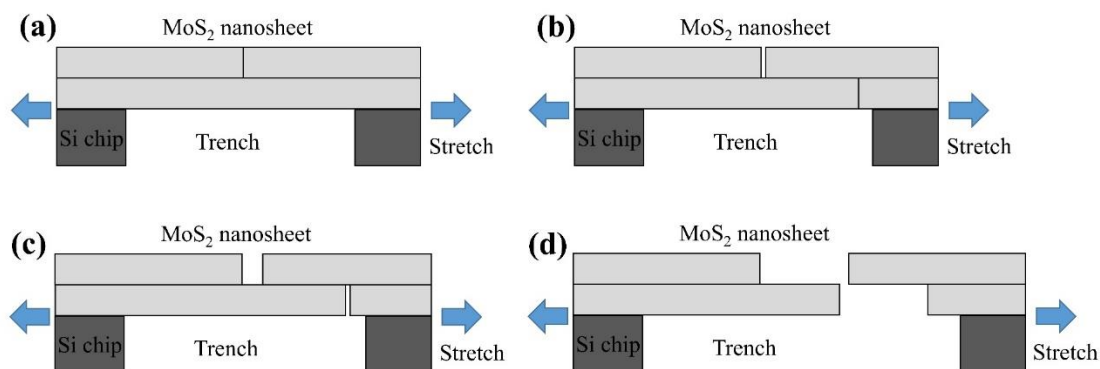 (a)
MoS₂ nanosheet
Si chip
Trench
Stretch
(b)
MoS₂ nanosheet
Si chip
Trench
Stretch
(c)
MoS₂ nanosheet
Si chip
Trench
Stretch
(d)
MoS₂ nanosheet
Si chip
Trench
Stretch